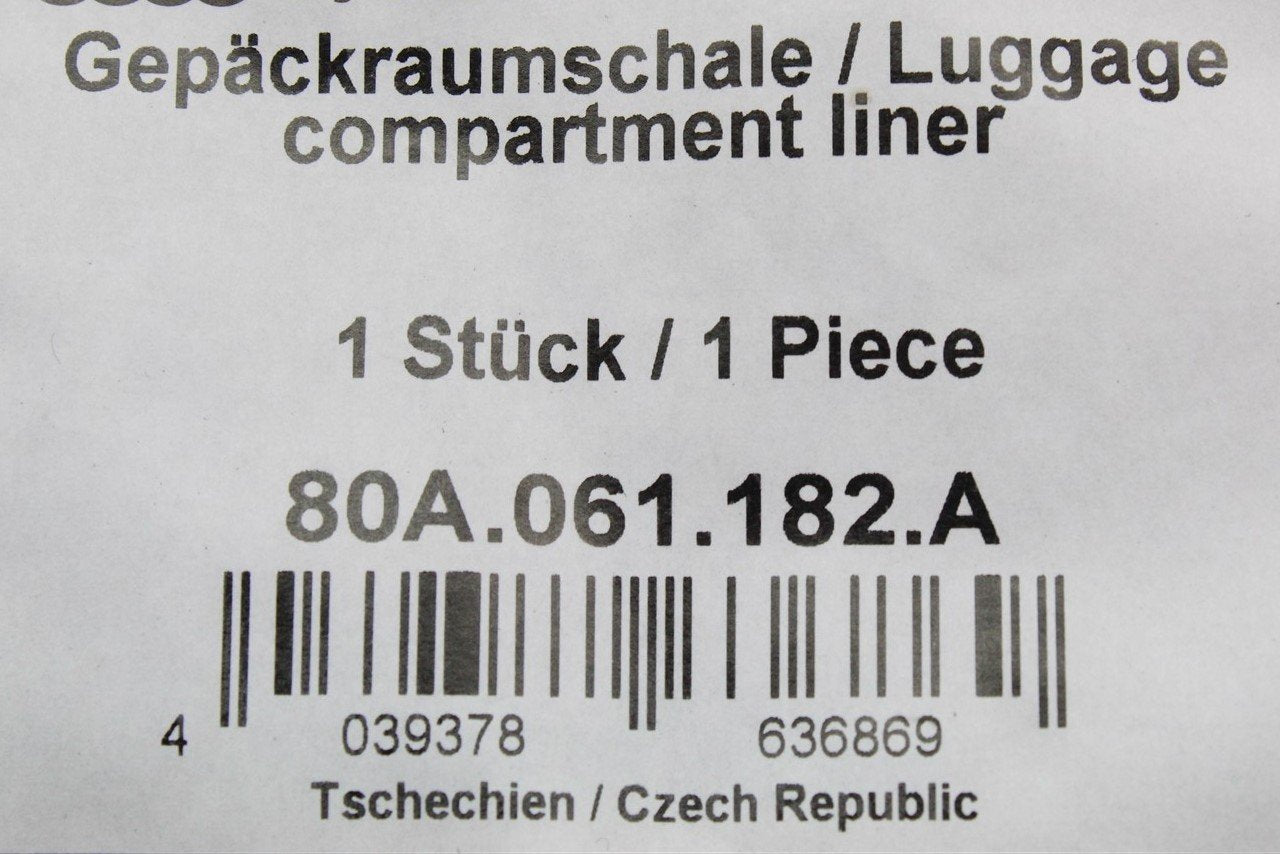 Gepäckraumschale / Luggage
compartment liner
1 Stück / 1 Piece
80A.061.182.A
4 039378 636869
Tschechien / Czech Republic